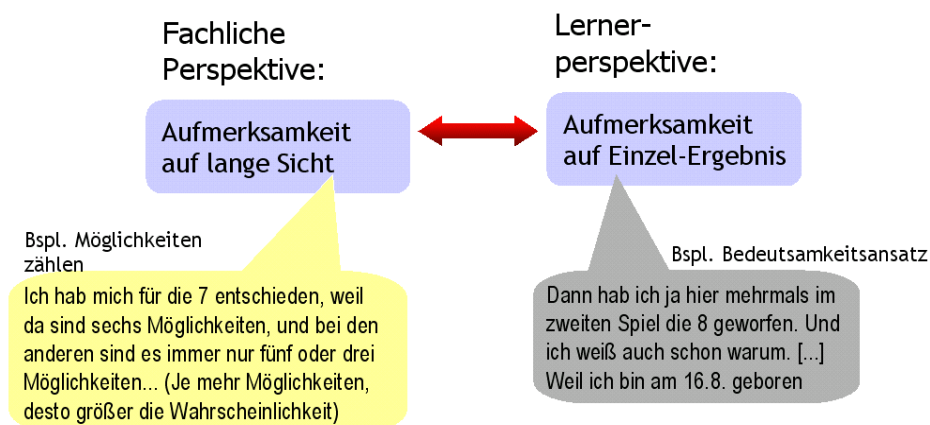 Fachliche
Perspektive:
Aufmerksamkeit
auf lange Sicht
Bspl. Möglichkeiten
zählen
Ich hab mich für die 7 entschieden, weil
da sind sechs Möglichkeiten, und bei den
anderen sind es immer nur fünf oder drei
Möglichkeiten... (Je mehr Möglichkeiten,
desto größer die Wahrscheinlichkeit)
Lerner-
perspektive:
Aufmerksamkeit
auf Einzel-Ergebnis
Bspl. Bedeutsamkeitsansatz
Dann hab ich ja hier mehrmals im
zweiten Spiel die 8 geworfen. Und
ich weiß auch schon warum. [...]
Weil ich bin am 16.8. geboren